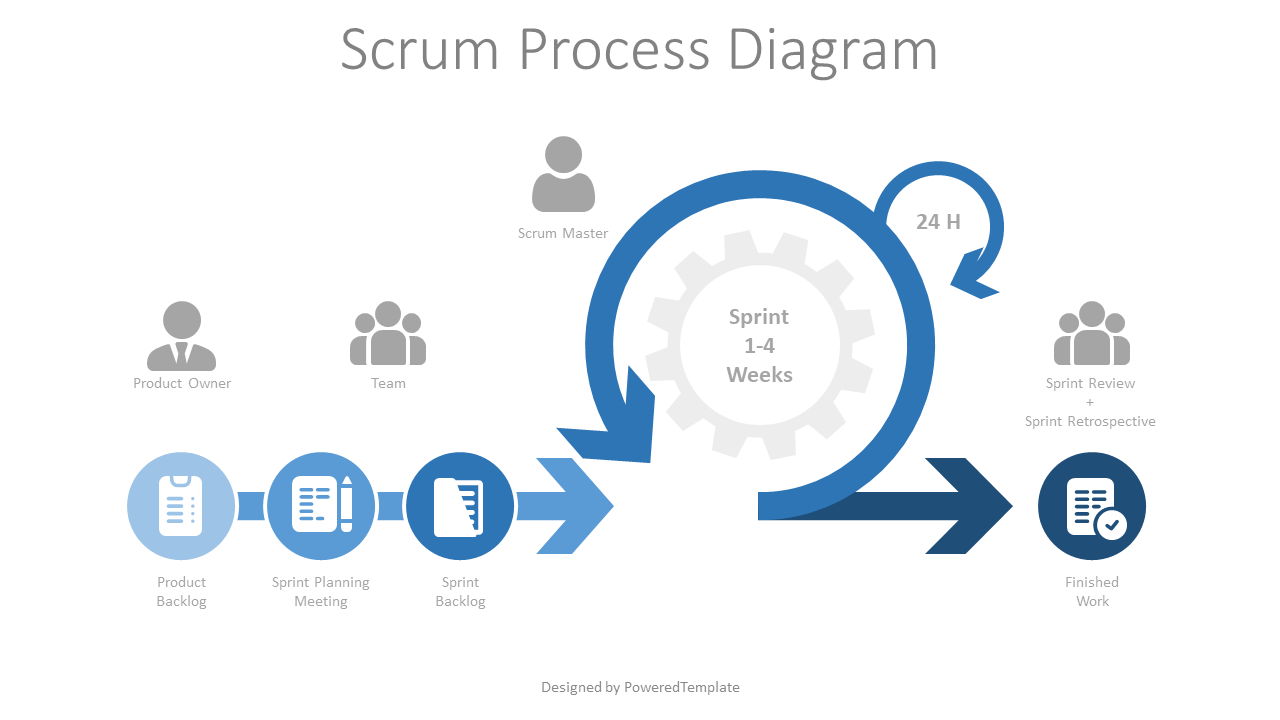 Scrum Process Diagram
Scrum Master
24 H
Sprint
1-4
Weeks
Product Owner
Team
Sprint Review
+
Sprint Retrospective
Product
Backlog
Sprint Planning
Meeting
Sprint
Backlog
Finished
Work
Designed by PoweredTemplate